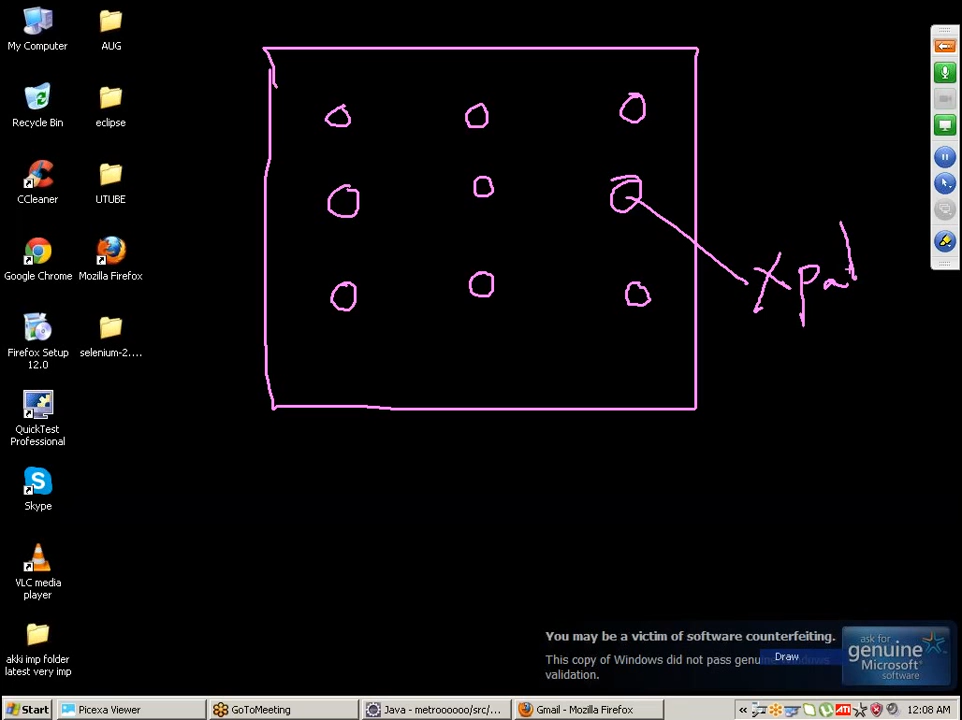 My Computer
AUG
Recycle Bin
eclipse
CCleaner
UTUBE
Google Chrome
Mozilla Firefox
Firefox Setup
12.0
selenium-2....
QuickTest
Professional
Skype
VLC media
player
akki imp folder
latest very imp
Xpat
You may be a victim of software counterfeiting.
This copy of Windows did not pass genuine Windows
validation.
Draw
ask for
genuine
Microsoft
software
Start
Picexa Viewer
GoToMeeting
Java - metroooooo/src/...
Gmail - Mozilla Firefox
«
ATI
12:08 AM